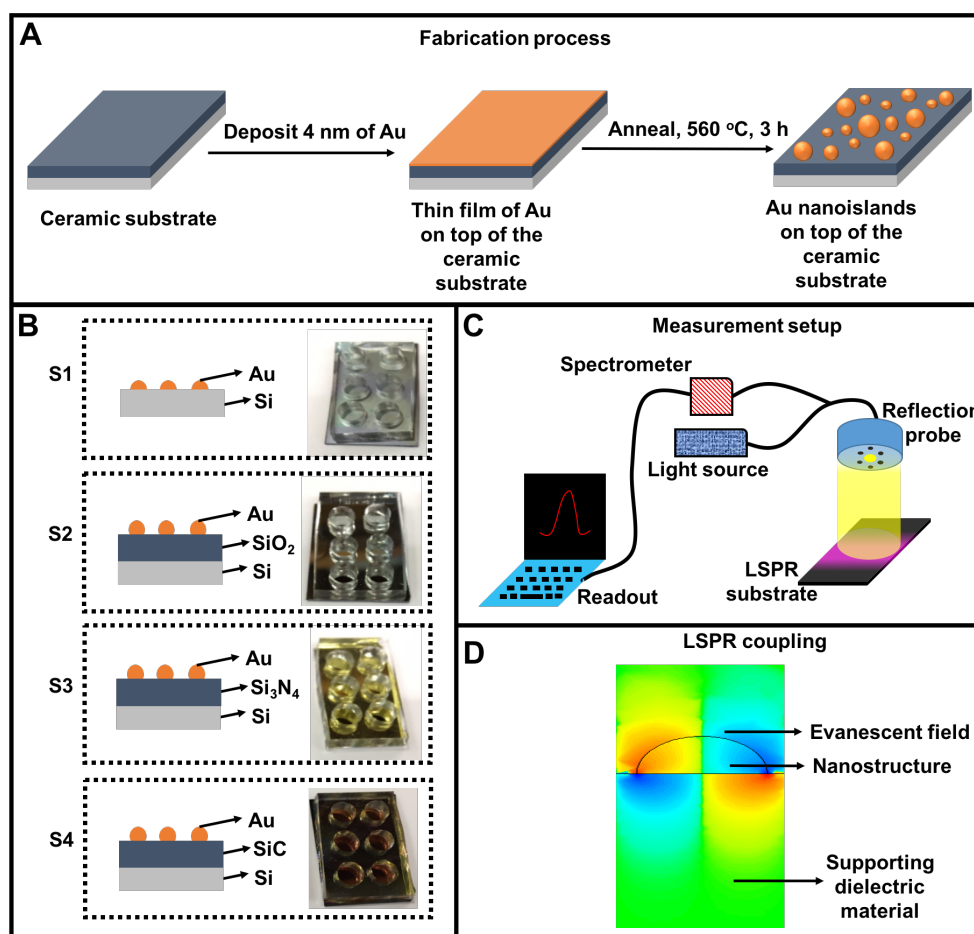 A
Fabrication process
Deposit 4 nm of Au
Anneal, 560 °C, 3 h
Ceramic substrate
Thin film of Au
on top of the
ceramic
substrate
Au nanoislands
on top of the
ceramic
substrate
B
S1
Au
Si
S2
Au
SiO₂
Si
S3
Au
Si₃N₄
Si
S4
Au
SiC
Si
C
Measurement setup
Spectrometer
Light source
Reflection
probe
LSPR
substrate
Readout
D
LSPR coupling
Evanescent field
Nanostructure
Supporting
dielectric
material